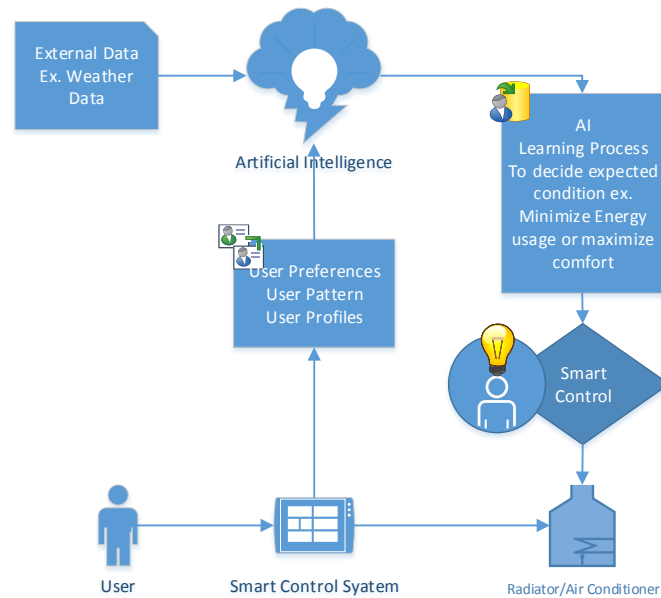 External Data
Ex. Weather
Data
Artificial Intelligence
AI
Learning Process
To decide expected
condition ex.
Minimize Energy
usage or maximize
comfort
User Preferences
User Pattern
User Profiles
Smart
Control
User
Smart Control Syatem
Radiator/Air Conditioner